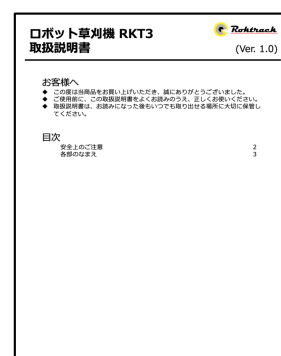 ロボット草刈機 RKT3
Rohtrack
取扱説明書
(Ver. 1.0)
お客様へ
◆ この度は当商品をお買い上げいただき、誠にありがとうございました。
◆ ご使用前に、この取扱説明書をよくお読みのうえ、正しくお使いください。
◆ 取扱説明書は、お読みになった後もいつでも取り出せる場所に大切に保管し
てください。
目次
安全上のご注意 2
各部のなまえ 3